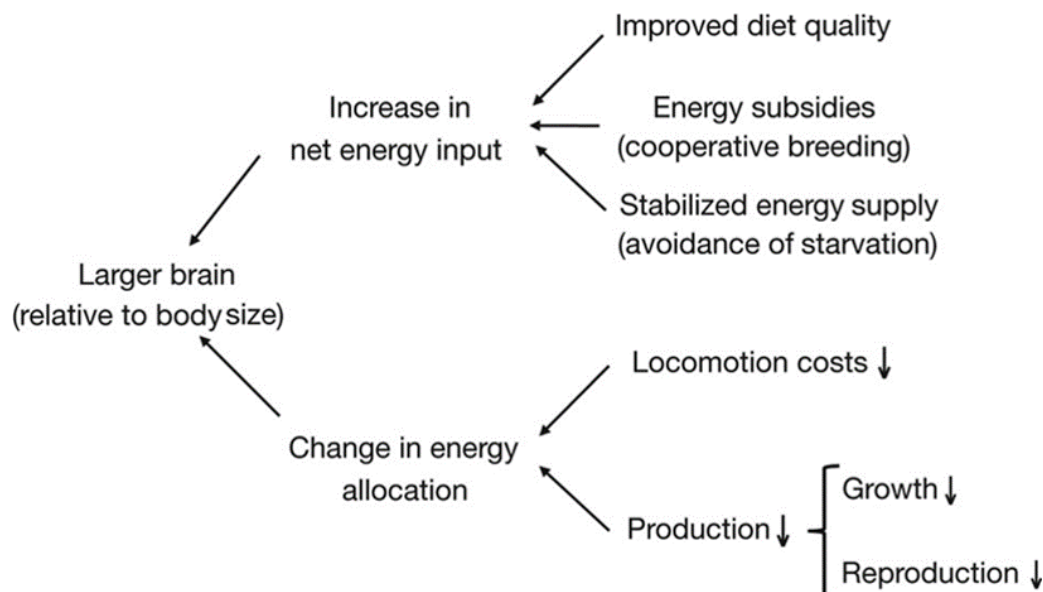 Improved diet quality
Increase in
net energy input
Energy subsidies
(cooperative breeding)
Stabilized energy supply
(avoidance of starvation)
Larger brain
(relative to body size)
Locomotion costs ↓
Change in energy
allocation
Production ↓
Growth ↓
Reproduction ↓